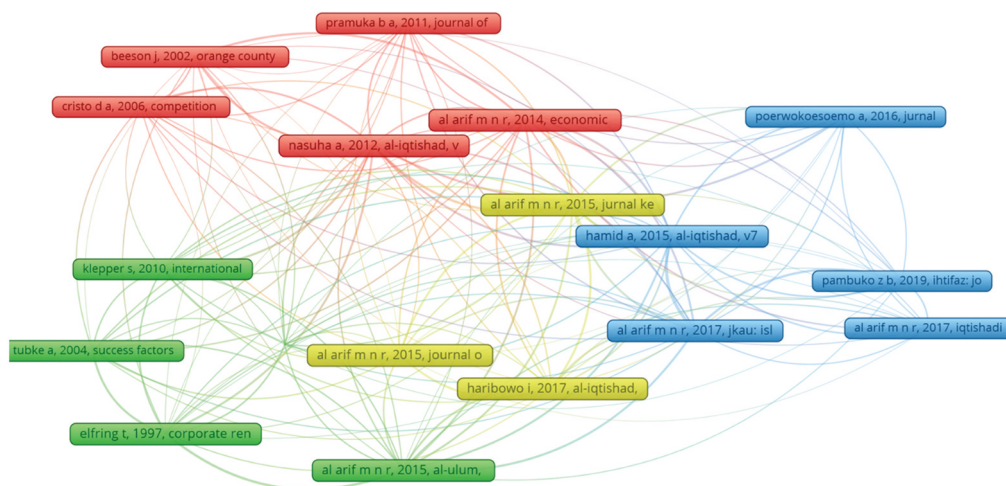 pramuka b a, 2011, journal of
beeson j, 2002, orange county
cristo d a, 2006, competition
al arif m n r, 2014, economic
poerwokoesoemo a, 2016, jurnal
nasuha a, 2012, al-iqtishad, v
al arif m n r, 2015, jurnal ke
hamid a, 2015, al-iqtishad, v7
klepper s, 2010, international
pambuko z b, 2019, ihtifaz: jo
al arif m n r, 2017, jkau: isl
al arif m n r, 2017, iqtishadi
tubke a, 2004, success factors
al arif m n r, 2015, journal o
haribowo i, 2017, al-iqtishad,
elfring t, 1997, corporate ren
al arif m n r, 2015, al-ulum,